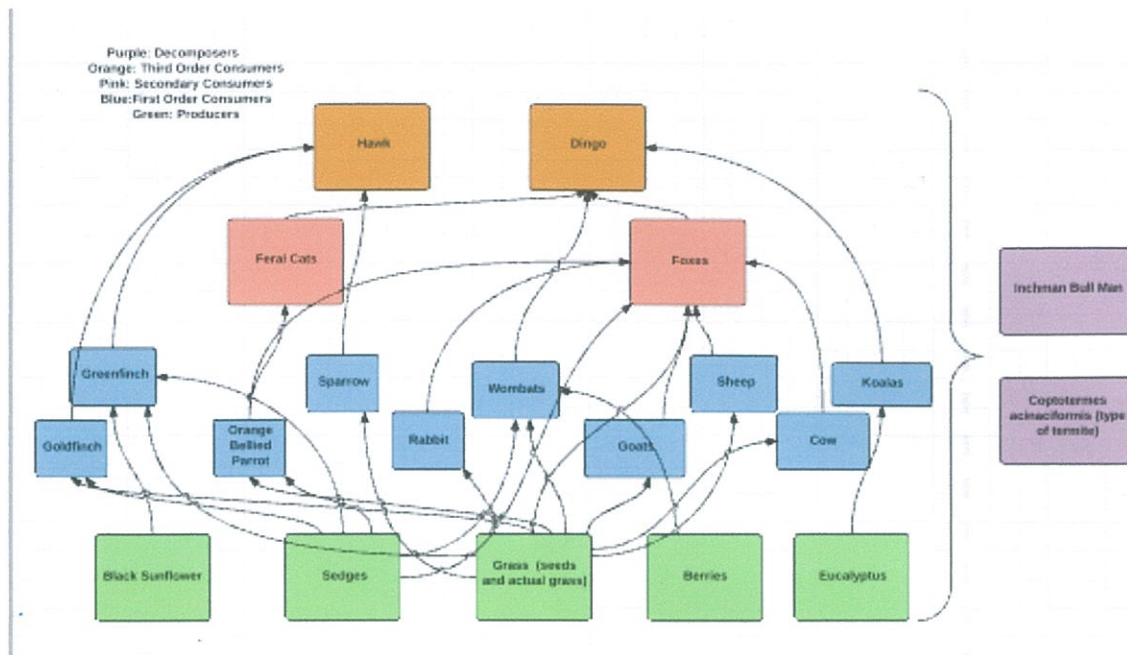 Purple: Decomposers
Orange: Third Order Consumers
Pink: Secondary Consumers
Blue:First Order Consumers
Green: Producers
Hawk
Dingo
Feral Cats
Foxes
Inchman Bull Man
Greenfinch
Sparrow
Wombats
Sheep
Koalas
Coptotermes
acinaciformis (type
of termite)
Goldfinch
Orange
Bellied
Parrot
Rabbit
Goats
Cow
Black Sunflower
Sedges
Grass (seeds
and actual grass)
Berries
Eucalyptus